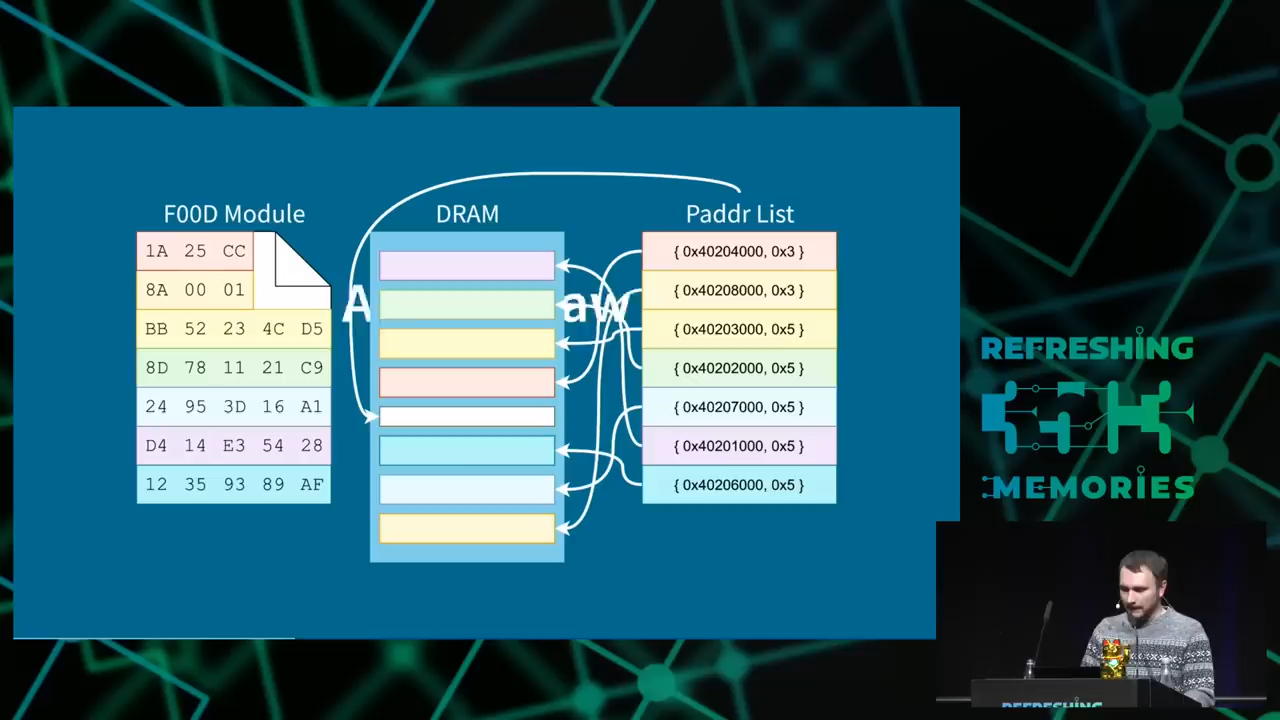 F00D Module
1A 25 CC
8A 00 01
BB 52 23 4C D5
8D 78 11 21 C9
24 95 3D 16 A1
D4 14 E3 54 28
12 35 93 89 AF
DRAM
A
aw
Paddr List
{ 0x40204000, 0x3 }
{ 0x40208000, 0x3 }
{ 0x40203000, 0x5 }
{ 0x40202000, 0x5 }
{ 0x40207000, 0x5 }
{ 0x40201000, 0x5 }
{ 0x40206000, 0x5 }
REFRESHING
MEMORIES
REFRESHING